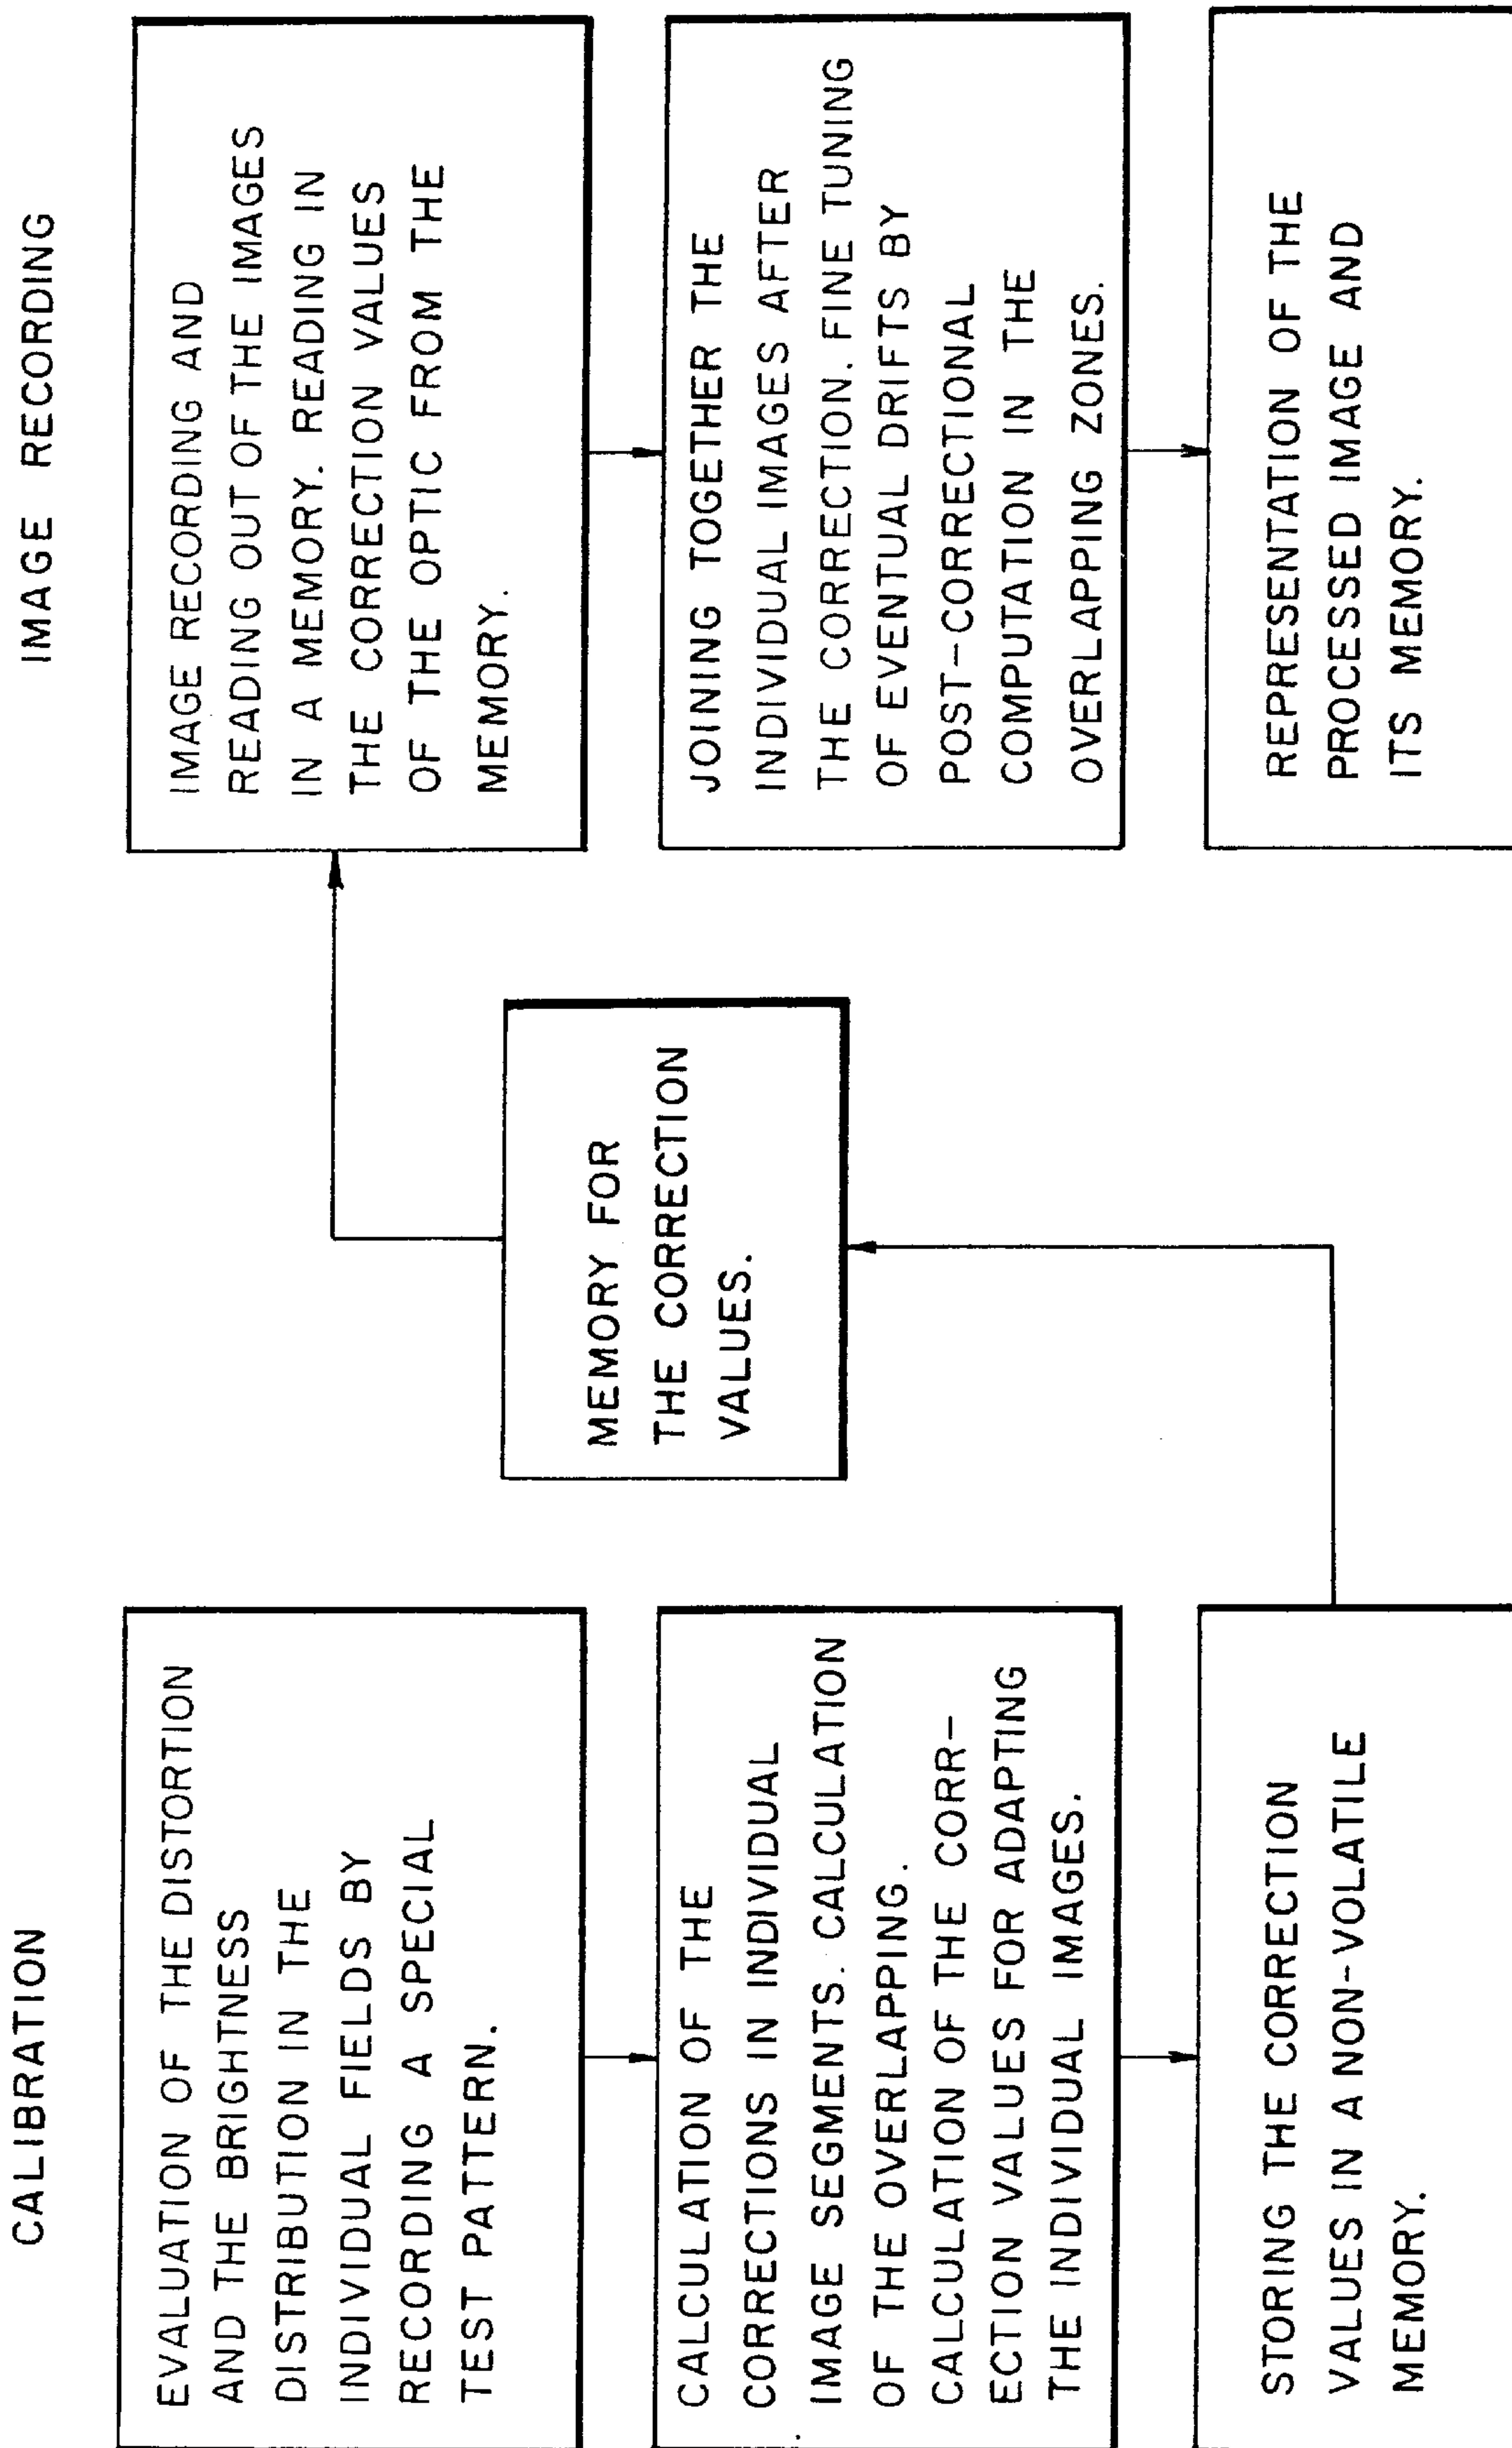 CALIBRATION
EVALUATION OF THE DISTORTION
AND THE BRIGHTNESS
DISTRIBUTION IN THE
INDIVIDUAL FIELDS BY
RECORDING A SPECIAL
TEST PATTERN.
CALCULATION OF THE
CORRECTIONS IN INDIVIDUAL
IMAGE SEGMENTS. CALCULATION
OF THE OVERLAPPING.
CALCULATION OF THE CORR-
ECTION VALUES FOR ADAPTING
THE INDIVIDUAL IMAGES.
STORING THE CORRECTION
VALUES IN A NON-VOLATILE
MEMORY.
MEMORY FOR
THE CORRECTION
VALUES.
IMAGE RECORDING
IMAGE RECORDING AND
READING OUT OF THE IMAGES
IN A MEMORY. READING IN
THE CORRECTION VALUES
OF THE OPTIC FROM THE
MEMORY.
JOINING TOGETHER THE
INDIVIDUAL IMAGES AFTER
THE CORRECTION. FINE TUNING
OF EVENTUAL DRIFTS BY
POST-CORRECTIONAL
COMPUTATION IN THE
OVERLAPPING ZONES.
REPRESENTATION OF THE
PROCESSED IMAGE AND
ITS MEMORY.